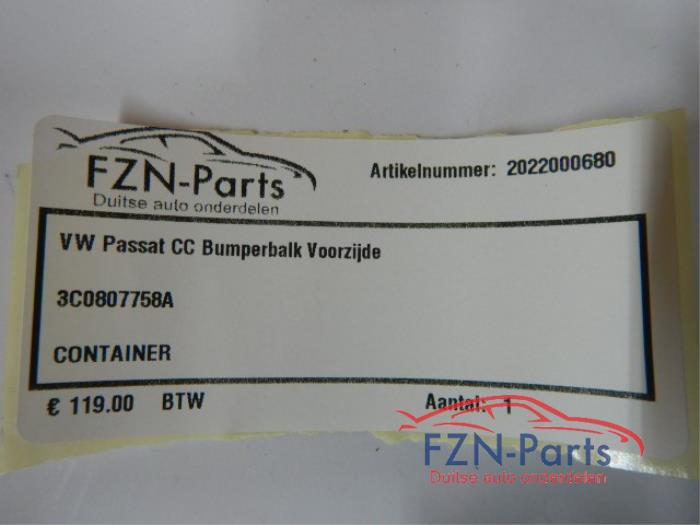 FZN-Parts
Duitse auto onderdelen
Artikelnummer: 2022000680
VW Passat CC Bumperbalk Voorzijde
3C0807758A
CONTAINER
€ 119.00 BTW
Aantal: 1
FZN-Parts
Duitse auto onderdelen